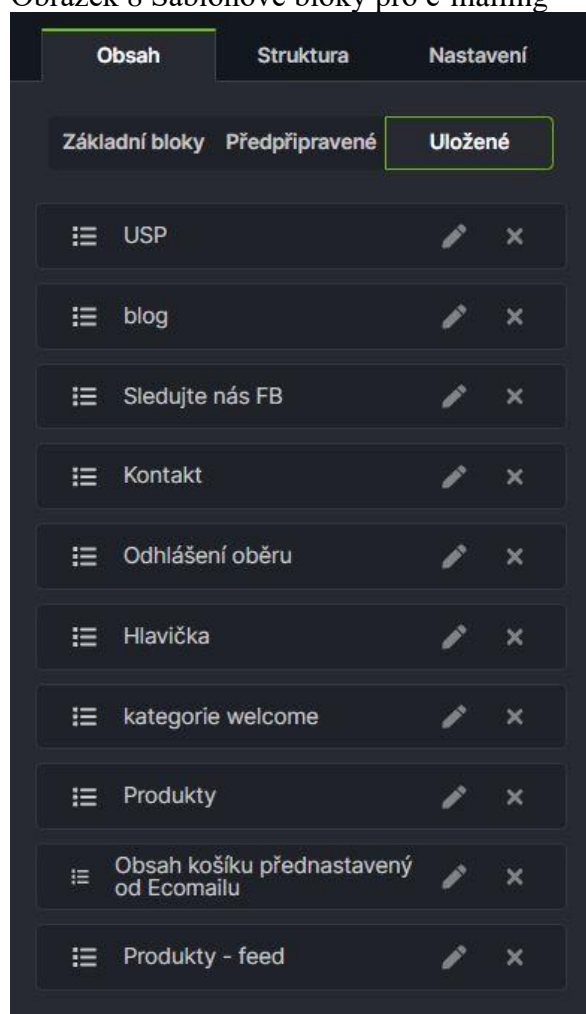 Obrázek 8 Šablonové bloky pro e-mailing
Obsah Struktura Nastavení
Základní bloky Předpřipravené Uložené
USP
blog
Sledujte nás FB
Kontakt
Odhlášení oběru
Hlavička
kategorie welcome
Produkty
Obsah košíku přednastavený
od Ecomailu
Produkty - feed